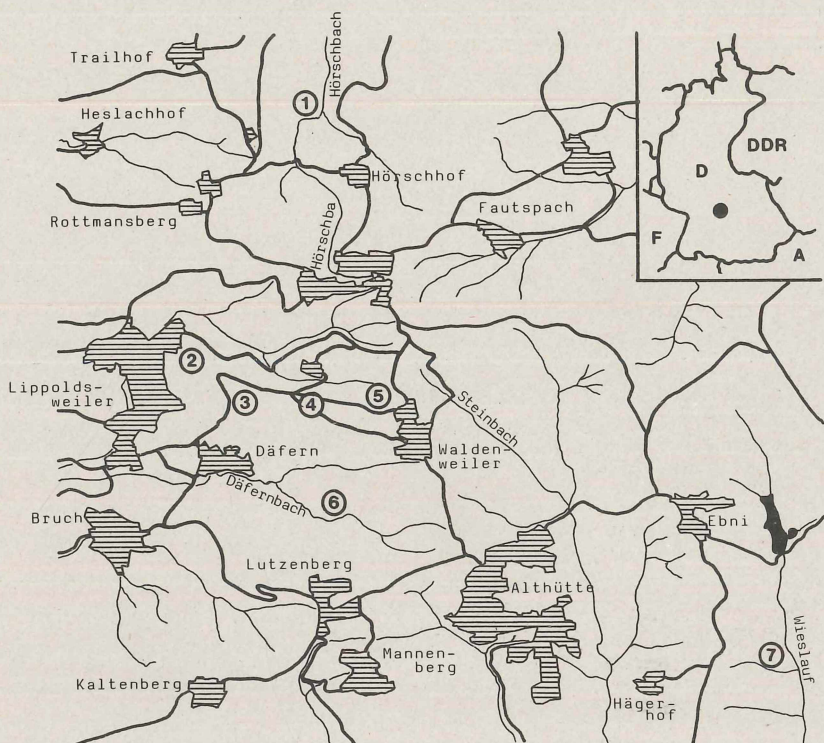 Trailhof
Hörschbach
1
Heslachhof
DDR
D
Hörschhof
Rottmansberg
Fautspach
F
A
Hörschba
2
Lippolds-
weiler
3
4
5
Steinbach
Däfern
Walden-
weiler
Däfernbach
6
Bruch
Ebni
Lutzenberg
Althütte
Wieslauf
Mannen-
berg
7
Kaltenberg
Häger-
hof